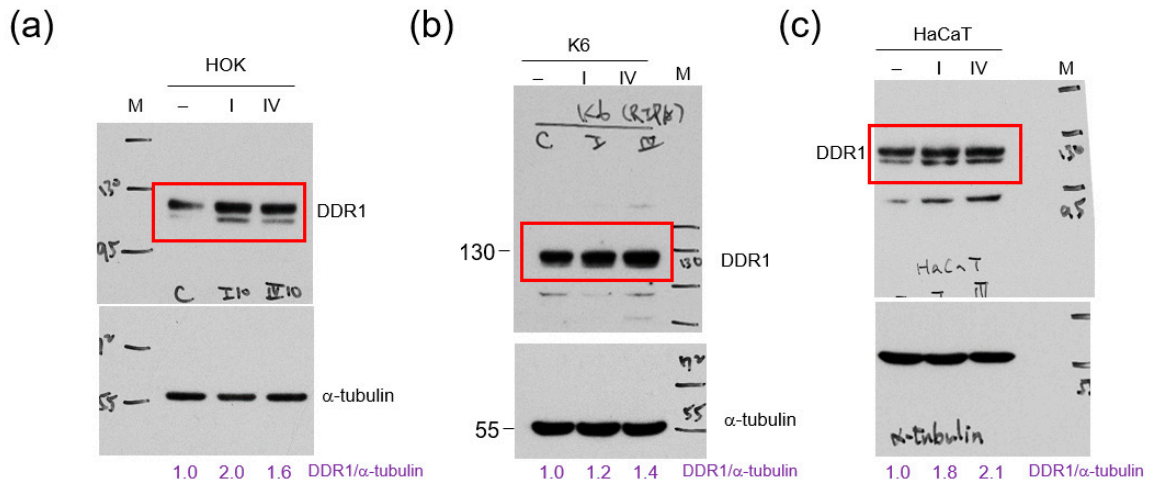 (a)
HOK
M – I IV
130
DDR1
95
C I10 IV10
55
α-tubulin
1.0 2.0 1.6 DDR1/α-tubulin
(b)
K6
– I IV M
K6 (RIPA)
C I IV
130
130
DDR1
55
55
α-tubulin
1.0 1.2 1.4 DDR1/α-tubulin
(c)
HaCaT
– I IV M
DDR1
130
95
HaCaT
– I
α-tubulin
1.0 1.8 2.1 DDR1/α-tubulin